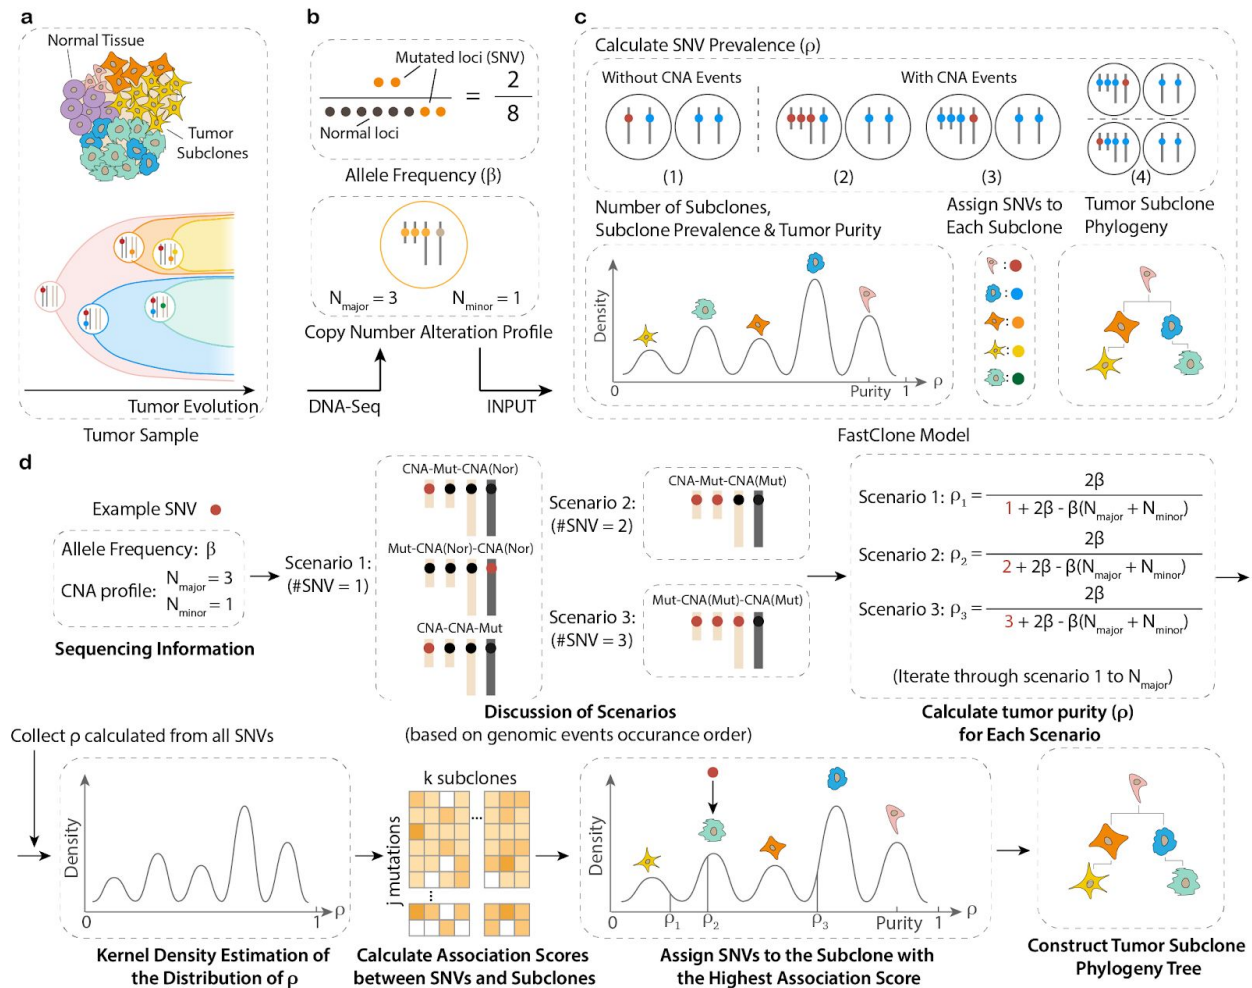 a
Normal Tissue
Tumor
Subclones
Tumor Evolution
Tumor Sample
b
Mutated loci (SNV)
Normal loci
= 2
8
Allele Frequency (β)
N_major = 3 N_minor = 1
Copy Number Alteration Profile
DNA-Seq INPUT
c
Calculate SNV Prevalence (ρ)
Without CNA Events With CNA Events
(1) (2) (3) (4)
Number of Subclones,
Subclone Prevalence & Tumor Purity
Density
0 Purity 1 ρ
Assign SNVs to
Each Subclone
:
:
:
:
:
Tumor Subclone
Phylogeny
FastClone Model
d
Example SNV
Allele Frequency: β
CNA profile: N_major = 3
N_minor = 1
Sequencing Information
Scenario 1:
(#SNV = 1)
CNA-Mut-CNA(Nor)
Mut-CNA(Nor)-CNA(Nor)
CNA-CNA-Mut
Scenario 2:
(#SNV = 2)
CNA-Mut-CNA(Mut)
Scenario 3:
(#SNV = 3)
Mut-CNA(Mut)-CNA(Mut)
Discussion of Scenarios
(based on genomic events occurance order)
Scenario 1: ρ₁ = 2β
1 + 2β - β(N_major + N_minor)
Scenario 2: ρ₂ = 2β
2 + 2β - β(N_major + N_minor)
Scenario 3: ρ₃ = 2β
3 + 2β - β(N_major + N_minor)
(Iterate through scenario 1 to N_major)
Calculate tumor purity (ρ)
for Each Scenario
Collect ρ calculated from all SNVs
Density
0 1 ρ
Kernel Density Estimation of
the Distribution of ρ
k subclones
j mutations
...
...
Calculate Association Scores
between SNVs and Subclones
Density
0 ρ₁ ρ₂ ρ₃ Purity 1 ρ
Assign SNVs to the Subclone with
the Highest Association Score
Construct Tumor Subclone
Phylogeny Tree